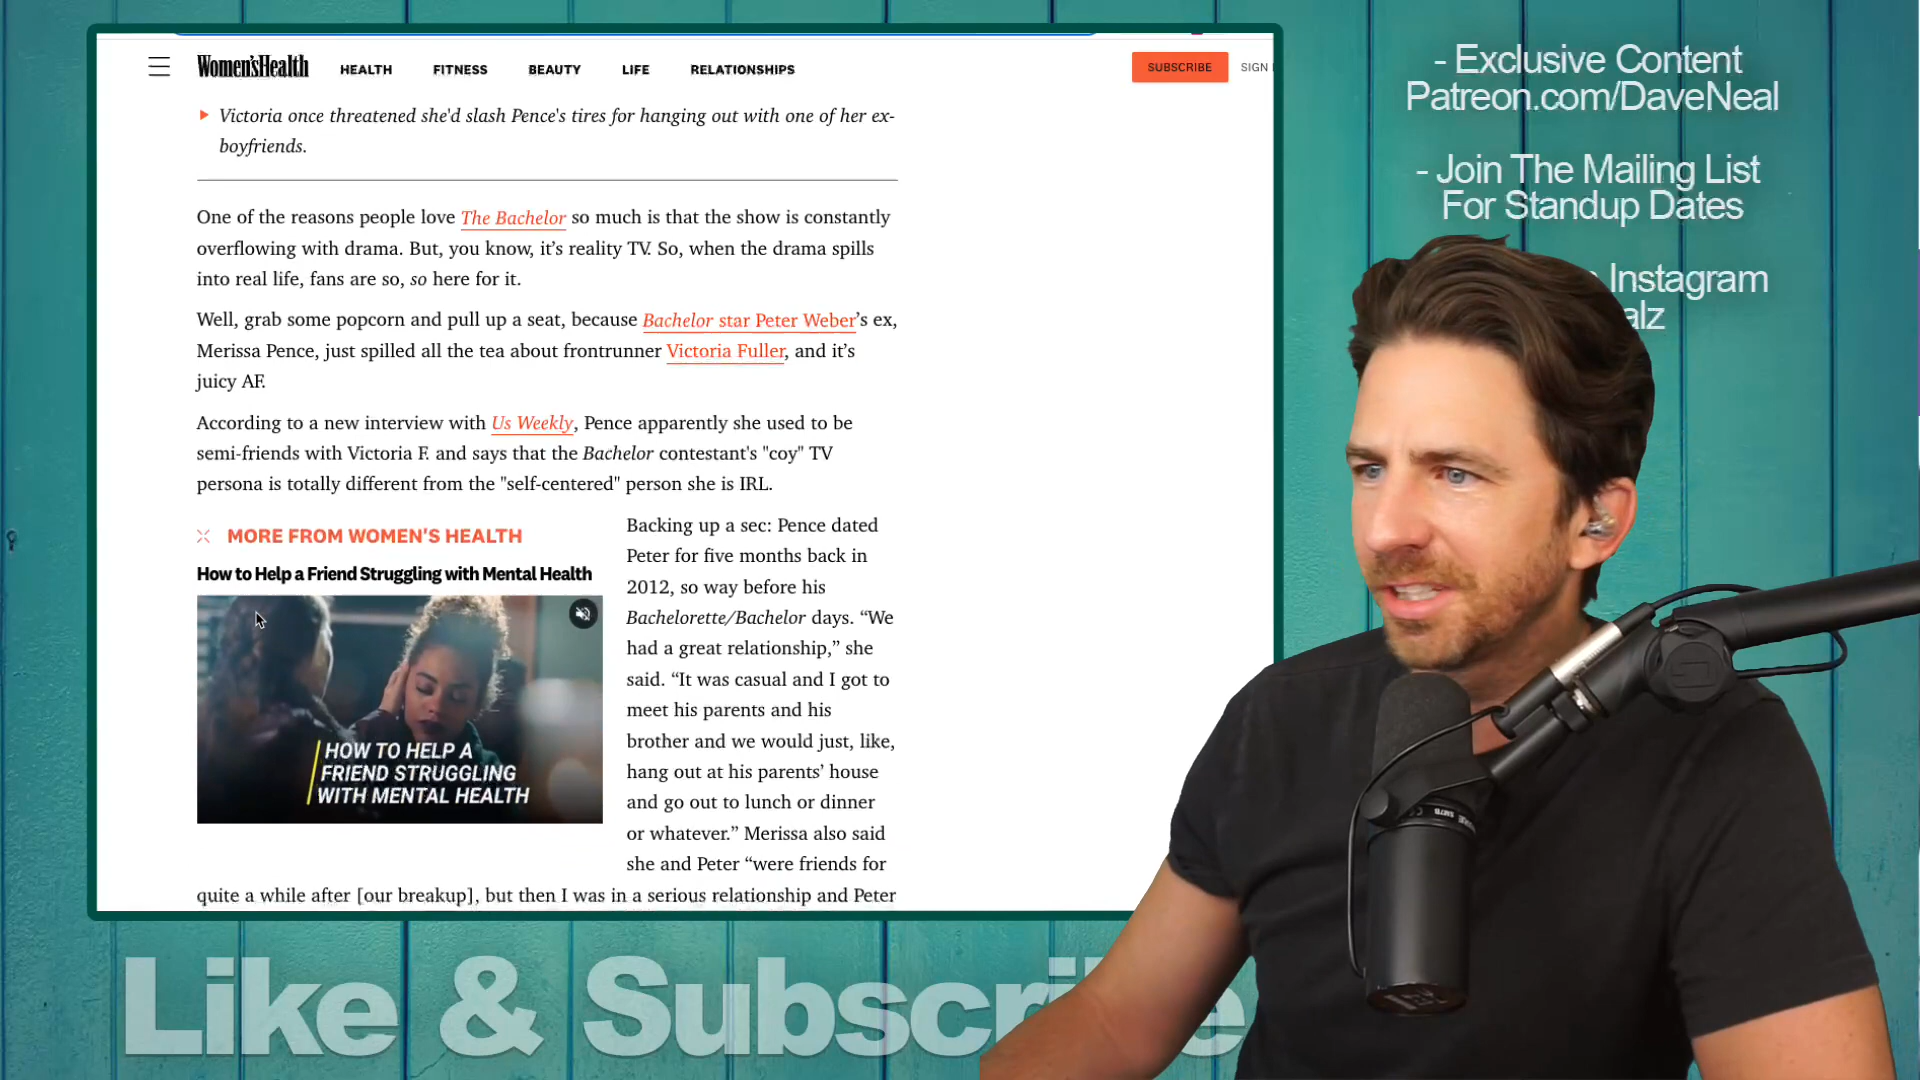 Women'sHealth
HEALTH
FITNESS
BEAUTY
LIFE
RELATIONSHIPS
SUBSCRIBE
SIGN
Victoria once threatened she'd slash Pence's tires for hanging out with one of her ex-
boyfriends.
One of the reasons people love The Bachelor so much is that the show is constantly
overflowing with drama. But, you know, it’s reality TV. So, when the drama spills
into real life, fans are so, so here for it.
Well, grab some popcorn and pull up a seat, because Bachelor star Peter Weber’s ex,
Merissa Pence, just spilled all the tea about frontrunner Victoria Fuller, and it’s
juicy AF.
According to a new interview with Us Weekly, Pence apparently she used to be
semi-friends with Victoria F. and says that the Bachelor contestant's "coy" TV
persona is totally different from the "self-centered" person she is IRL.
MORE FROM WOMEN'S HEALTH
How to Help a Friend Struggling with Mental Health
HOW TO HELP A
FRIEND STRUGGLING
WITH MENTAL HEALTH
Backing up a sec: Pence dated
Peter for five months back in
2012, so way before his
Bachelorette/Bachelor days. “We
had a great relationship,” she
said. “It was casual and I got to
meet his parents and his
brother and we would just, like,
hang out at his parents’ house
and go out to lunch or dinner
or whatever.” Merissa also said
she and Peter “were friends for
quite a while after [our breakup], but then I was in a serious relationship and Peter
- Exclusive Content
Patreon.com/DaveNeal
- Join The Mailing List
For Standup Dates
Instagram
alz
Like & Subscribe